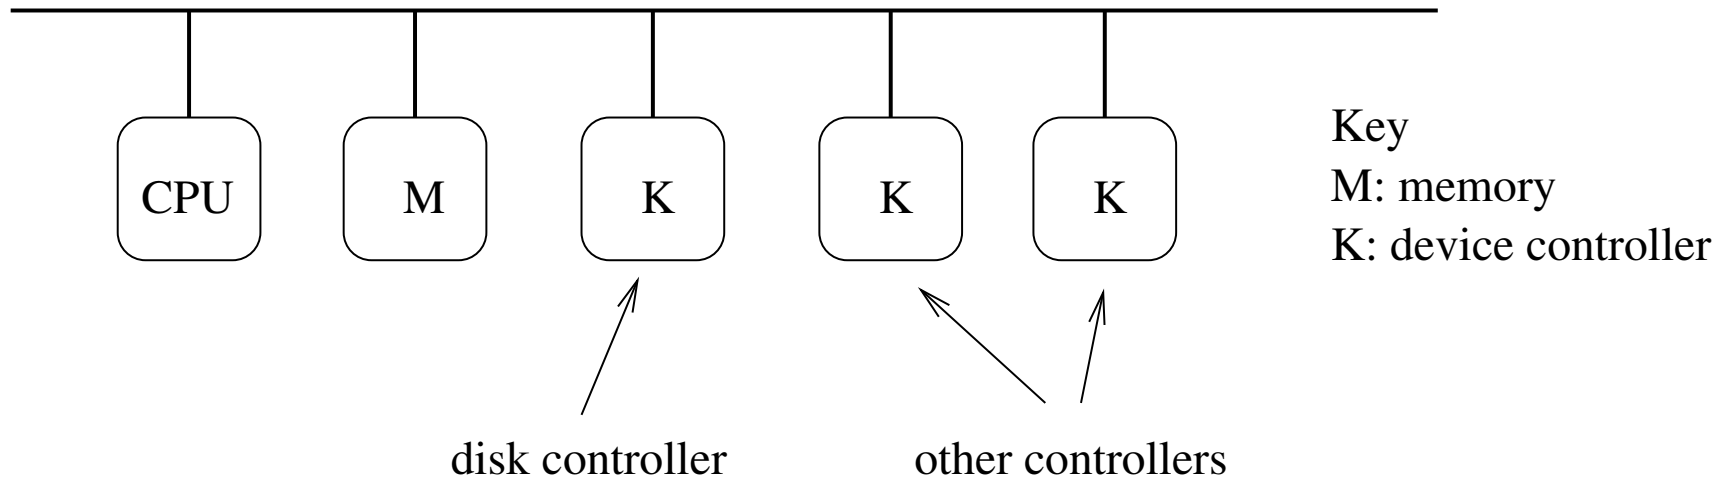 CPU
M
K
K
K
Key
M: memory
K: device controller
disk controller
other controllers